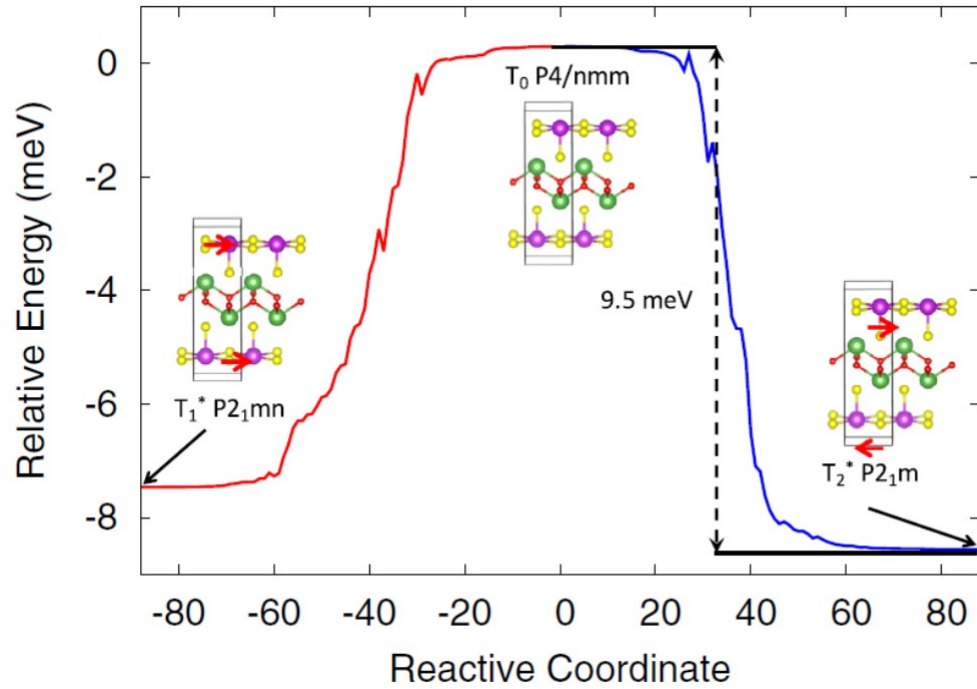 Relative Energy (meV)
0
-2
-4
-6
-8
T0 P4/nmm
9.5 meV
T1* P21mn
T2* P21m
-80 -60 -40 -20 0 20 40 60 80
Reactive Coordinate